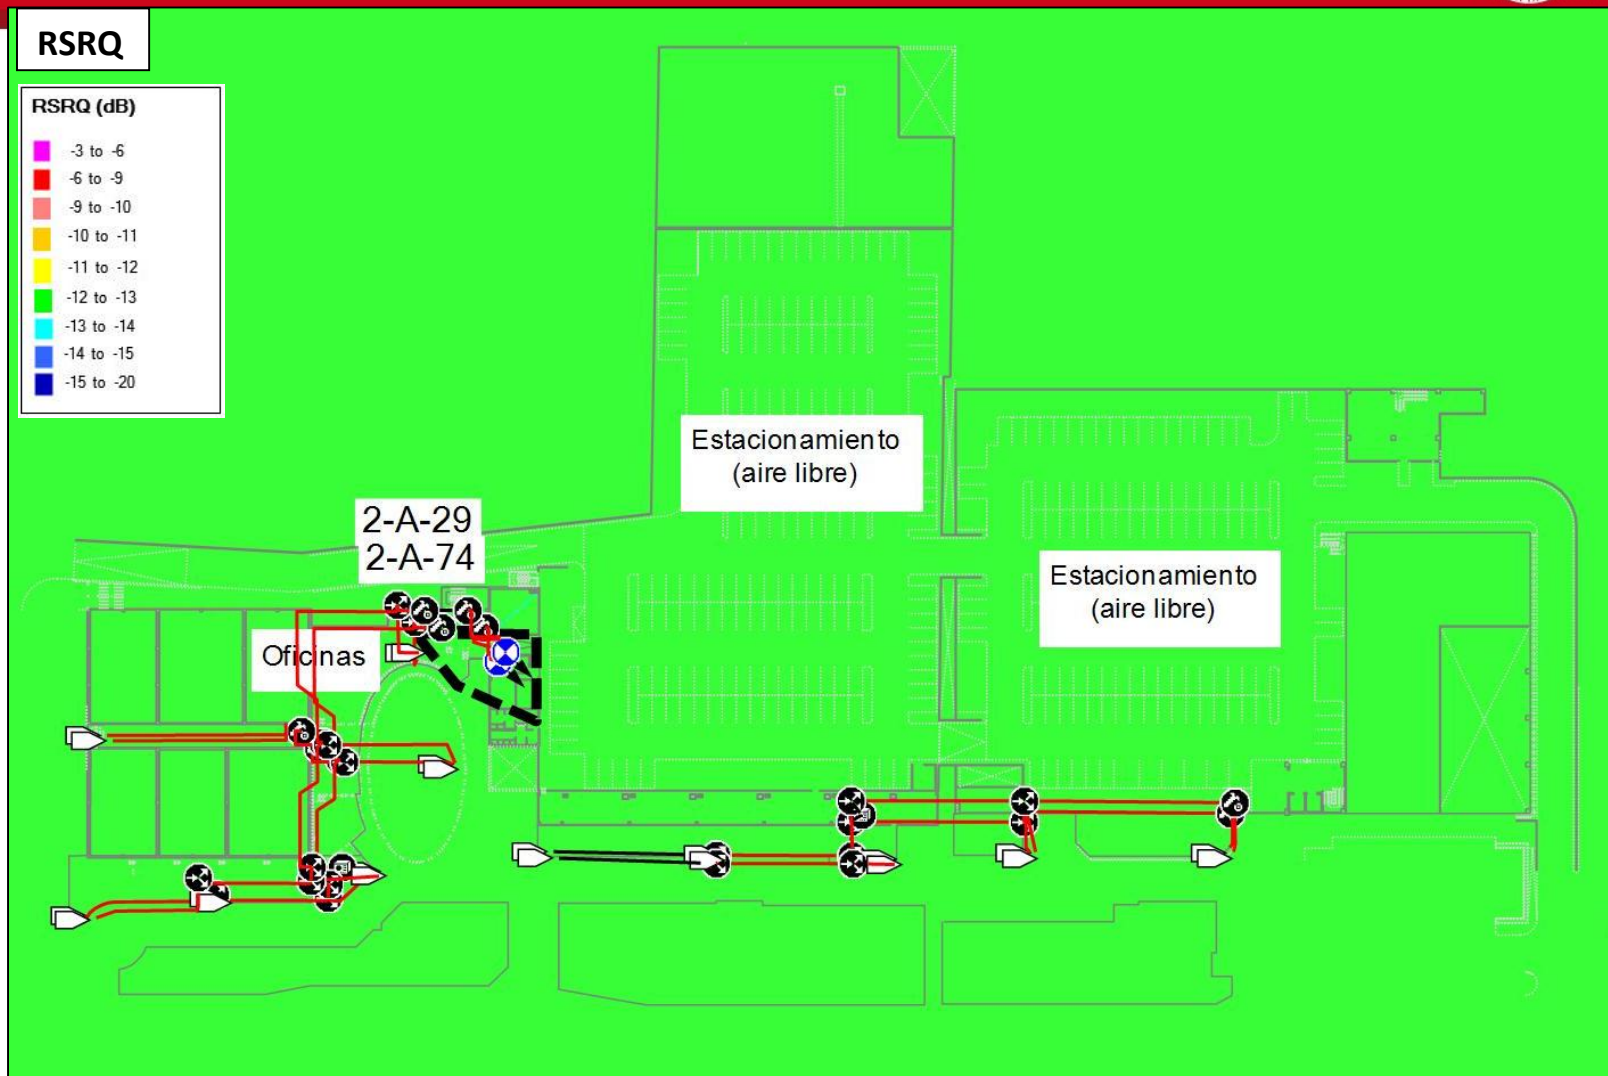 RSRQ
RSRQ (dB)
-3 to -6
-6 to -9
-9 to -10
-10 to -11
-11 to -12
-12 to -13
-13 to -14
-14 to -15
-15 to -20
Estacionamiento
(aire libre)
2-A-29
2-A-74
Estacionamiento
(aire libre)
Oficinas